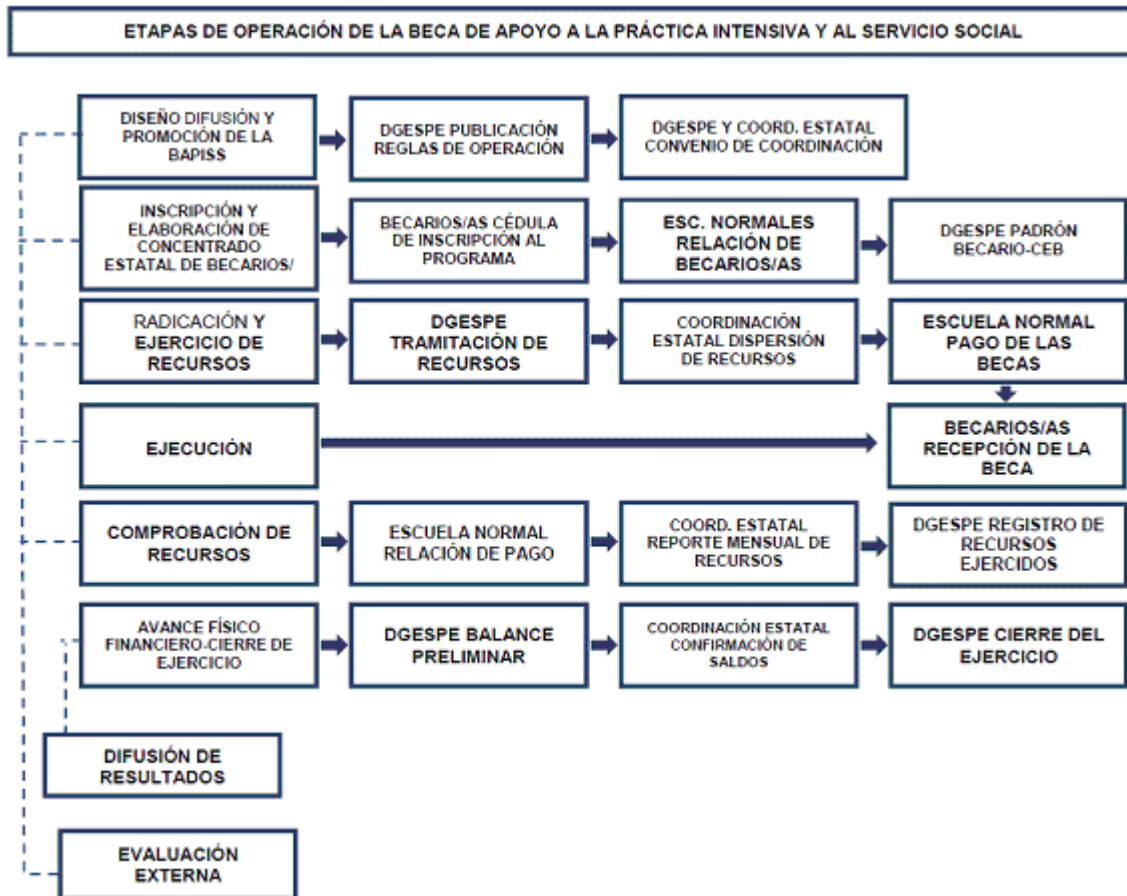 ETAPAS DE OPERACIÓN DE LA BECA DE APOYO A LA PRÁCTICA INTENSIVA Y AL SERVICIO SOCIAL
DISEÑO DIFUSIÓN Y
PROMOCIÓN DE LA
BAPISS
DGESPE PUBLICACIÓN
REGLAS DE OPERACIÓN
DGESPE Y COORD. ESTATAL
CONVENIO DE COORDINACIÓN
INSCRIPCIÓN Y
ELABORACIÓN DE
CONCENTRADO
ESTATAL DE BECARIOS/
BECARIOS/AS CÉDULA
DE INSCRIPCIÓN AL
PROGRAMA
ESC. NORMALES
RELACIÓN DE
BECARIOS/AS
DGESPE PADRÓN
BECARIO-CEB
RADICACIÓN Y
EJERCICIO DE
RECURSOS
DGESPE
TRAMITACIÓN DE
RECURSOS
COORDINACIÓN
ESTATAL DISPERSIÓN
DE RECURSOS
ESCUELA NORMAL
PAGO DE LAS
BECAS
EJECUCIÓN
BECARIOS/AS
RECEPCIÓN DE LA
BECA
COMPROBACIÓN DE
RECURSOS
ESCUELA NORMAL
RELACIÓN DE PAGO
COORD. ESTATAL
REPORTE MENSUAL DE
RECURSOS
DGESPE REGISTRO DE
RECURSOS
EJERCIDOS
AVANCE FÍSICO
FINANCIERO-CIERRE DE
EJERCICIO
DGESPE BALANCE
PRELIMINAR
COORDINACIÓN ESTATAL
CONFIRMACIÓN DE
SALDOS
DGESPE CIERRE DEL
EJERCICIO
DIFUSIÓN DE
RESULTADOS
EVALUACIÓN
EXTERNA